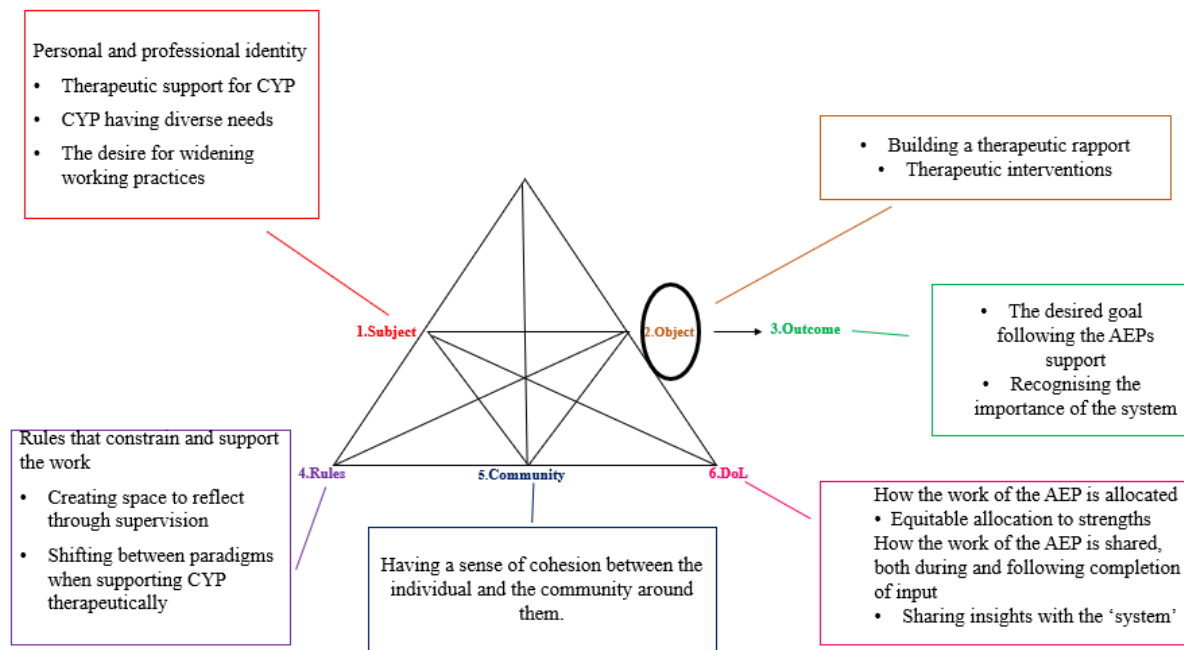 Personal and professional identity
• Therapeutic support for CYP
• CYP having diverse needs
• The desire for widening
working practices
• Building a therapeutic rapport
• Therapeutic interventions
1.Subject
2.Object
3.Outcome
• The desired goal
following the AEPs
support
• Recognising the
importance of the system
Rules that constrain and support
the work
• Creating space to reflect
through supervision
• Shifting between paradigms
when supporting CYP
therapeutically
4.Rules
5.Community
6.DoL
Having a sense of cohesion between the
individual and the community around
them.
How the work of the AEP is allocated
• Equitable allocation to strengths
How the work of the AEP is shared,
both during and following completion
of input
• Sharing insights with the ‘system’